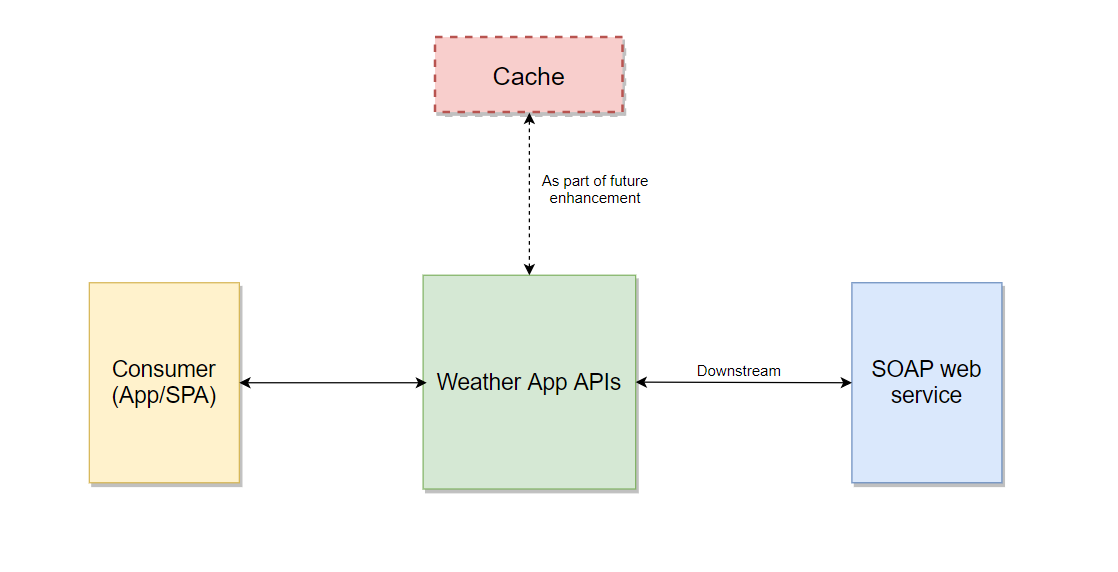 Cache
As part of future
enhancement
Consumer
(App/SPA)
Weather App APIs
Downstream
SOAP web
service